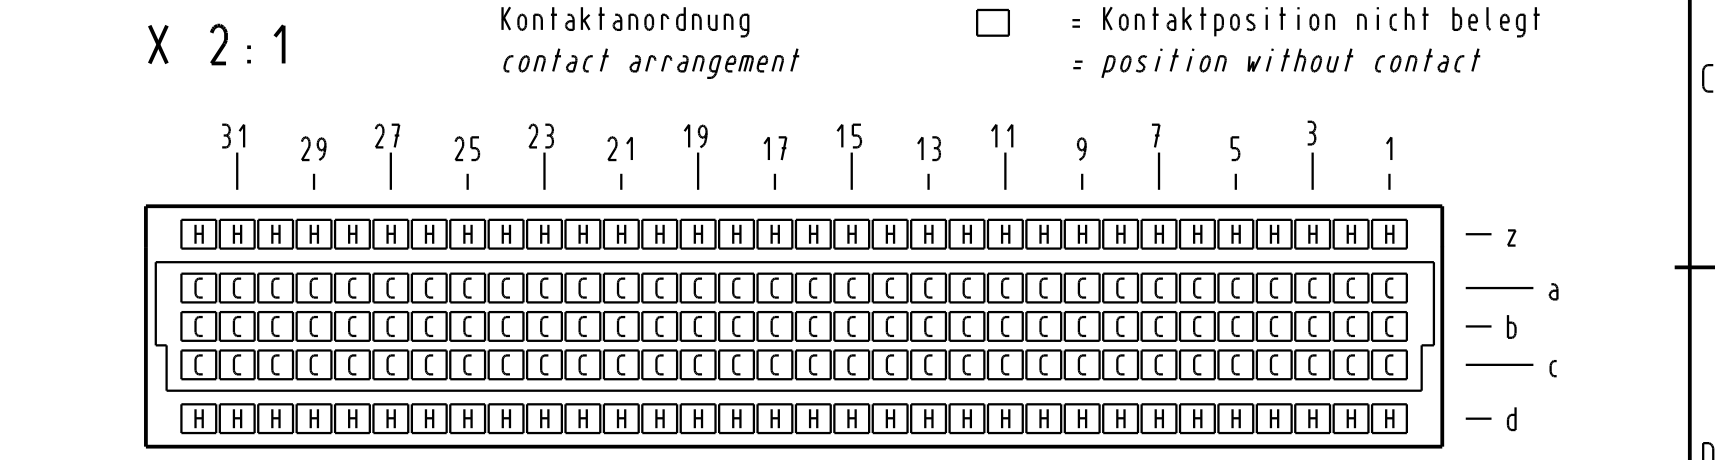 X 2:1
Kontaktanordnung
contact arrangement
= Kontaktposition nicht belegt
= position without contact
C
31 29 27 25 23 21 19 17 15 13 11 9 7 5 3 1
H H H H H H H H H H H H H H H H H H H H H H H H H H H H H H H H z
C C C C C C C C C C C C C C C C C C C C C C C C C C C C C C C C a
C C C C C C C C C C C C C C C C C C C C C C C C C C C C C C C C b
C C C C C C C C C C C C C C C C C C C C C C C C C C C C C C C C c
H H H H H H H H H H H H H H H H H H H H H H H H H H H H H H H H d